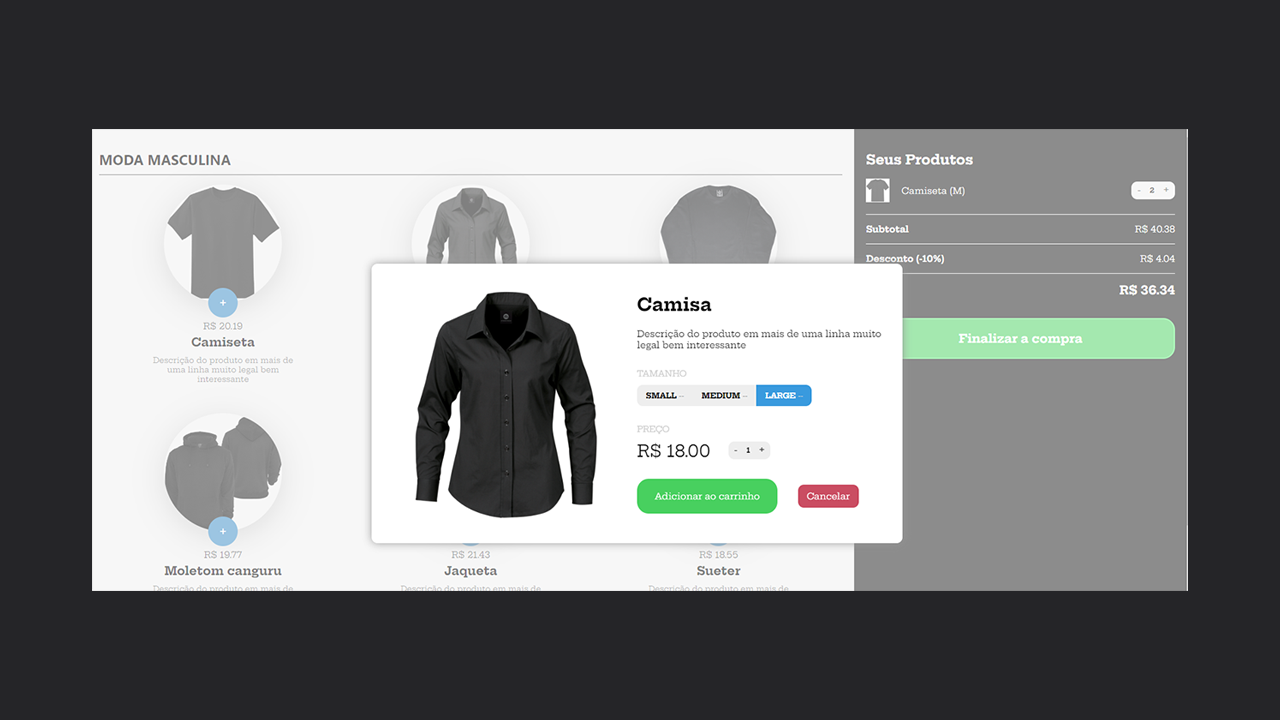 MODA MASCULINA
+
R$ 20.19
Camiseta
Descrição do produto em mais de
uma linha muito legal bem
interessante
+
R$ 19.77
Moletom canguru
Descrição do produto em mais de
R$ 21.43
Jaqueta
Descrição do produto em mais de
R$ 18.55
Sueter
Descrição do produto em mais de
Camisa
Descrição do produto em mais de uma linha muito
legal bem interessante
TAMANHO
SMALL -- MEDIUM -- LARGE --
PREÇO
R$ 18.00 - 1 +
Adicionar ao carrinho Cancelar
Seus Produtos
Camiseta (M) - 2 +
Subtotal R$ 40.38
Desconto (-10%) R$ 4.04
R$ 36.34
Finalizar a compra